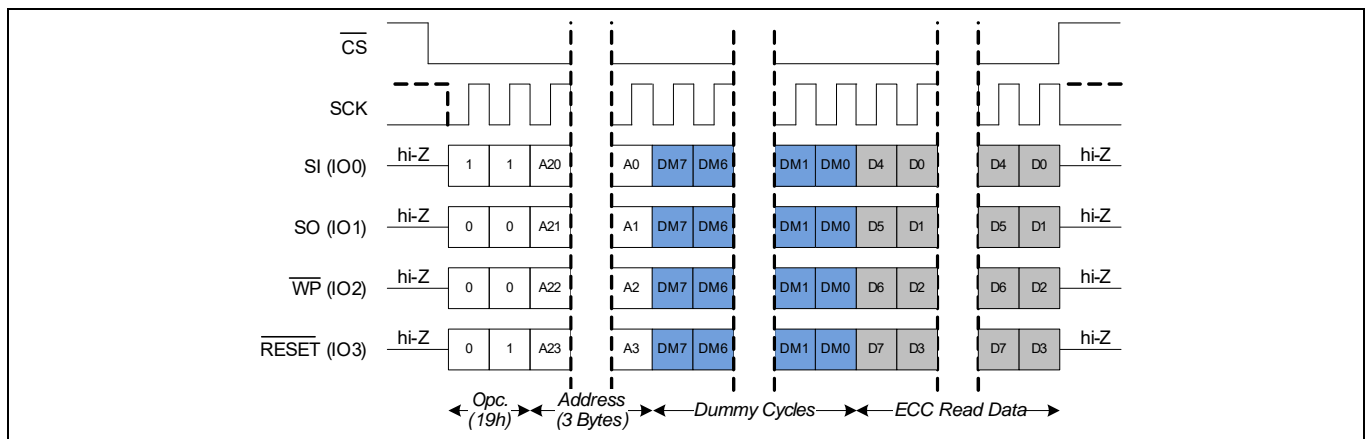 CS
SCK
SI (IO0) hi-Z 1 1 A20 A0 DM7 DM6 DM1 DM0 D4 D0 D4 D0 hi-Z
SO (IO1) hi-Z 0 0 A21 A1 DM7 DM6 DM1 DM0 D5 D1 D5 D1 hi-Z
WP (IO2) hi-Z 0 0 A22 A2 DM7 DM6 DM1 DM0 D6 D2 D6 D2 hi-Z
RESET (IO3) hi-Z 0 1 A23 A3 DM7 DM6 DM1 DM0 D7 D3 D7 D3 hi-Z
Opc. Address Dummy Cycles ECC Read Data
(19h) (3 Bytes)